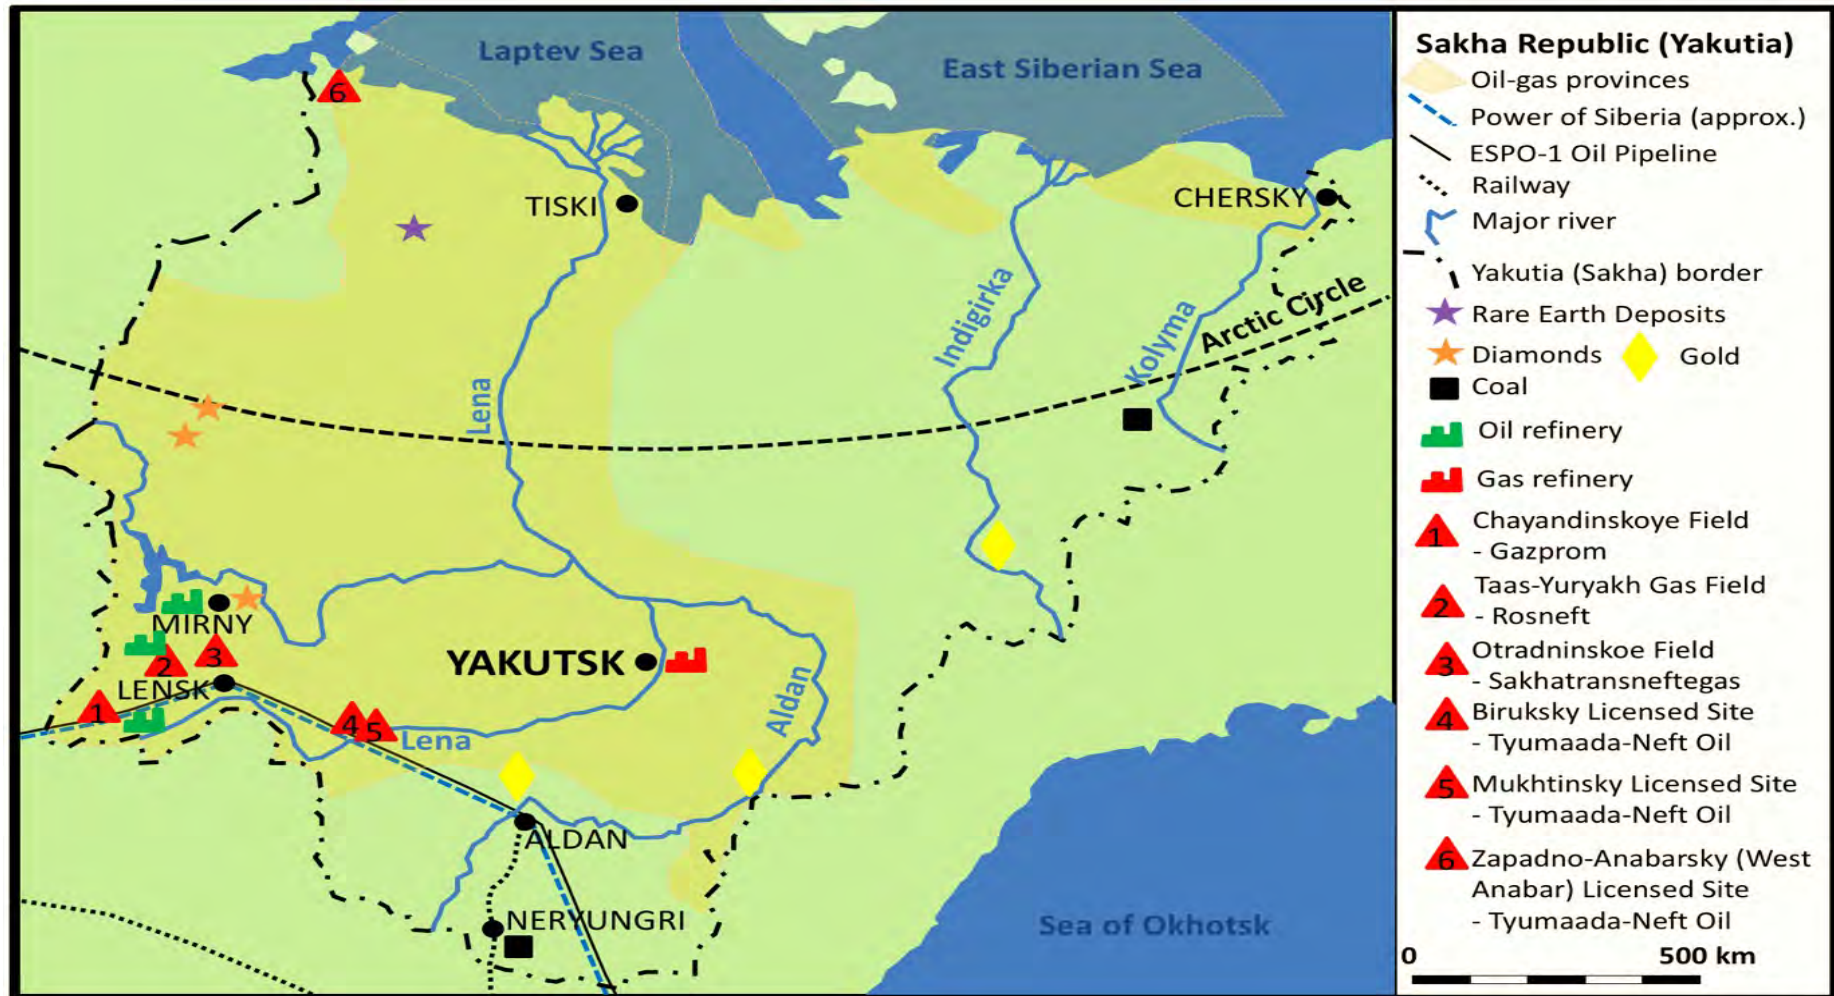 Laptev Sea
East Siberian Sea
6
TISKI
CHERSKY
Lena
Indigirka
Kolyma
Arctic Circle
MIRNY
2
3
YAKUTSK
LENSK
1
4
5
Lena
Aldan
ALDAN
NERYUNGRI
Sea of Okhotsk
Sakha Republic (Yakutia)
Oil-gas provinces
Power of Siberia (approx.)
ESPO-1 Oil Pipeline
Railway
Major river
Yakutia (Sakha) border
Rare Earth Deposits
Diamonds
Gold
Coal
Oil refinery
Gas refinery
1
Chayandinskoye Field
- Gazprom
2
Taas-Yuryakh Gas Field
- Rosneft
3
Otradninskoe Field
- Sakhatransneftegas
4
Biruksky Licensed Site
- Tyumaada-Neft Oil
5
Mukhtinsky Licensed Site
- Tyumaada-Neft Oil
6
Zapadno-Anabarsky (West
Anabar) Licensed Site
- Tyumaada-Neft Oil
0 500 km